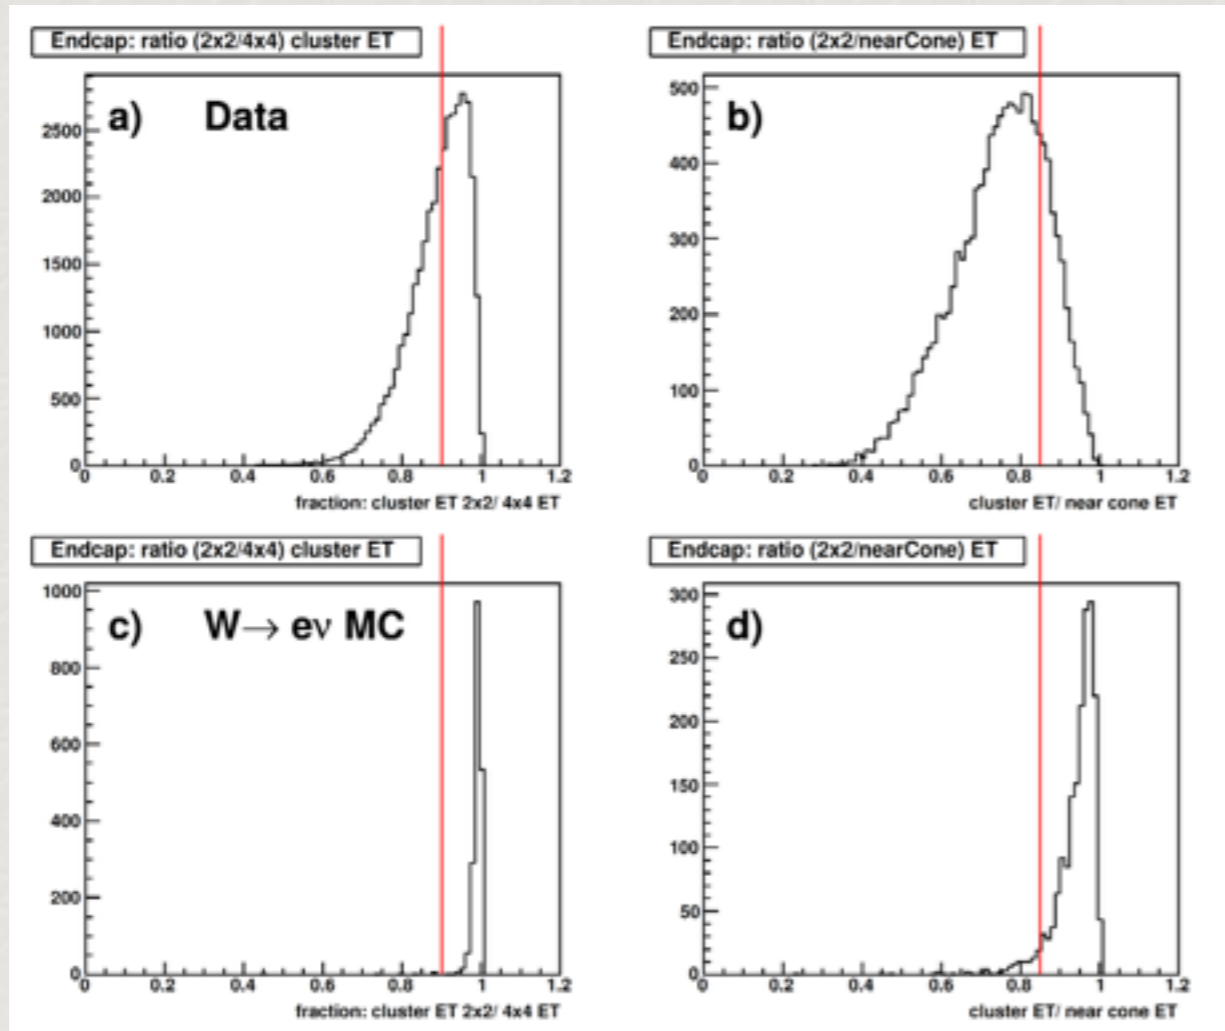 Endcap: ratio (2x2/4x4) cluster ET
a) Data
2500
2000
1500
1000
500
0
0 0.2 0.4 0.6 0.8 1 1.2
fraction: cluster ET 2x2/ 4x4 ET
Endcap: ratio (2x2/nearCone) ET
b)
500
400
300
200
100
0
0 0.2 0.4 0.6 0.8 1 1.2
cluster ET/ near cone ET
Endcap: ratio (2x2/4x4) cluster ET
c) W→ eν MC
1000
800
600
400
200
0
0 0.2 0.4 0.6 0.8 1 1.2
fraction: cluster ET 2x2/ 4x4 ET
Endcap: ratio (2x2/nearCone) ET
d)
300
250
200
150
100
50
0
0 0.2 0.4 0.6 0.8 1 1.2
cluster ET/ near cone ET